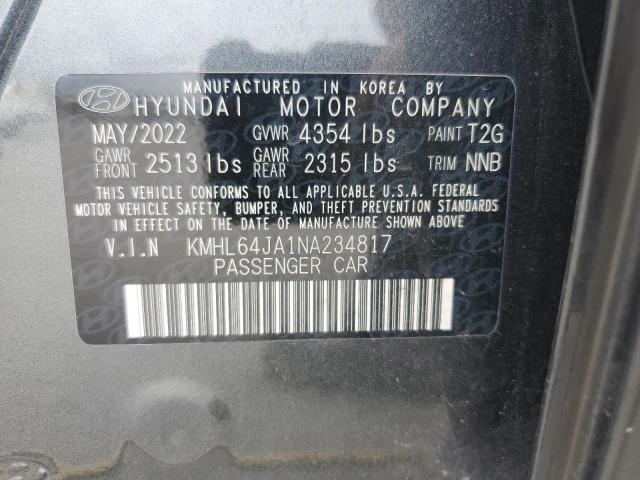 MANUFACTURED IN KOREA BY
HYUNDAI MOTOR COMPANY
MAY/2022 GVWR 4354 lbs PAINT T2G
GAWR FRONT 2513 lbs GAWR REAR 2315 lbs TRIM NNB
THIS VEHICLE CONFORMS TO ALL APPLICABLE U.S.A. FEDERAL
MOTOR VEHICLE SAFETY, BUMPER, AND THEFT PREVENTION STANDARDS
IN EFFECT ON THE DATE OF MANUFACTURE SHOWN ABOVE
V.I.N KMHL64JA1NA234817
PASSENGER CAR